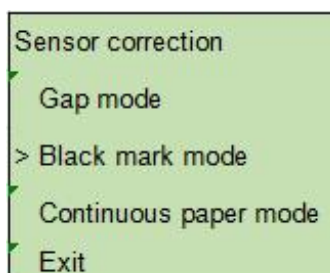 Sensor correction
Gap mode
> Black mark mode
Continuous paper mode
Exit